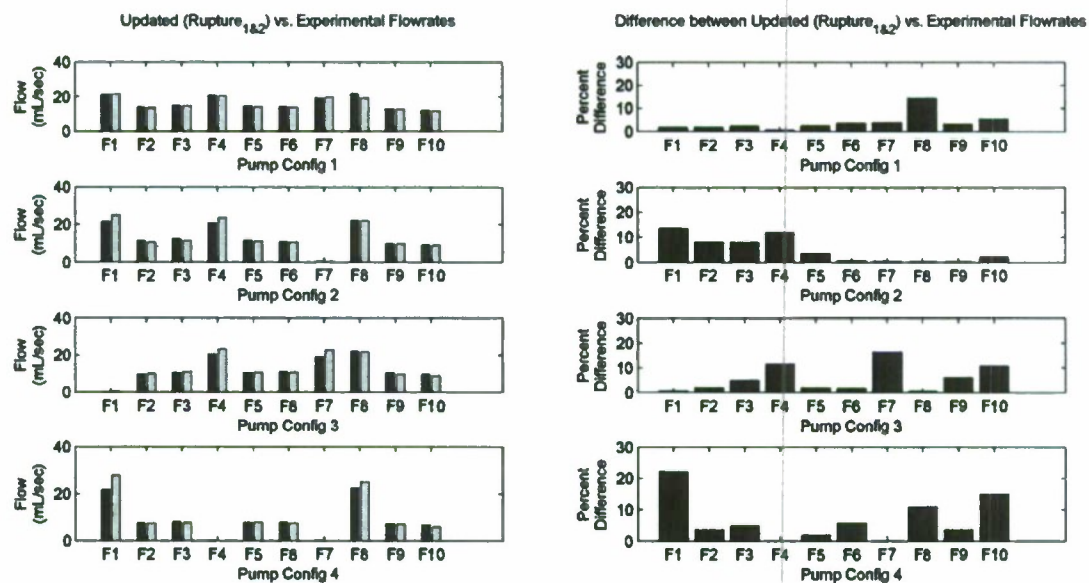 Updated (Rupture1&2) vs. Experimental Flowrates
Flow (mL/sec)
40
20
0
F1 F2 F3 F4 F5 F6 F7 F8 F9 F10
Pump Config 1
Flow (mL/sec)
40
20
0
F1 F2 F3 F4 F5 F6 F7 F8 F9 F10
Pump Config 2
Flow (mL/sec)
40
20
0
F1 F2 F3 F4 F5 F6 F7 F8 F9 F10
Pump Config 3
Flow (mL/sec)
40
20
0
F1 F2 F3 F4 F5 F6 F7 F8 F9 F10
Pump Config 4
Difference between Updated (Rupture1&2) vs. Experimental Flowrates
Percent Difference
30
20
10
0
F1 F2 F3 F4 F5 F6 F7 F8 F9 F10
Pump Config 1
Percent Difference
30
20
10
0
F1 F2 F3 F4 F5 F6 F7 F8 F9 F10
Pump Config 2
Percent Difference
30
20
10
0
F1 F2 F3 F4 F5 F6 F7 F8 F9 F10
Pump Config 3
Percent Difference
30
20
10
0
F1 F2 F3 F4 F5 F6 F7 F8 F9 F10
Pump Config 4